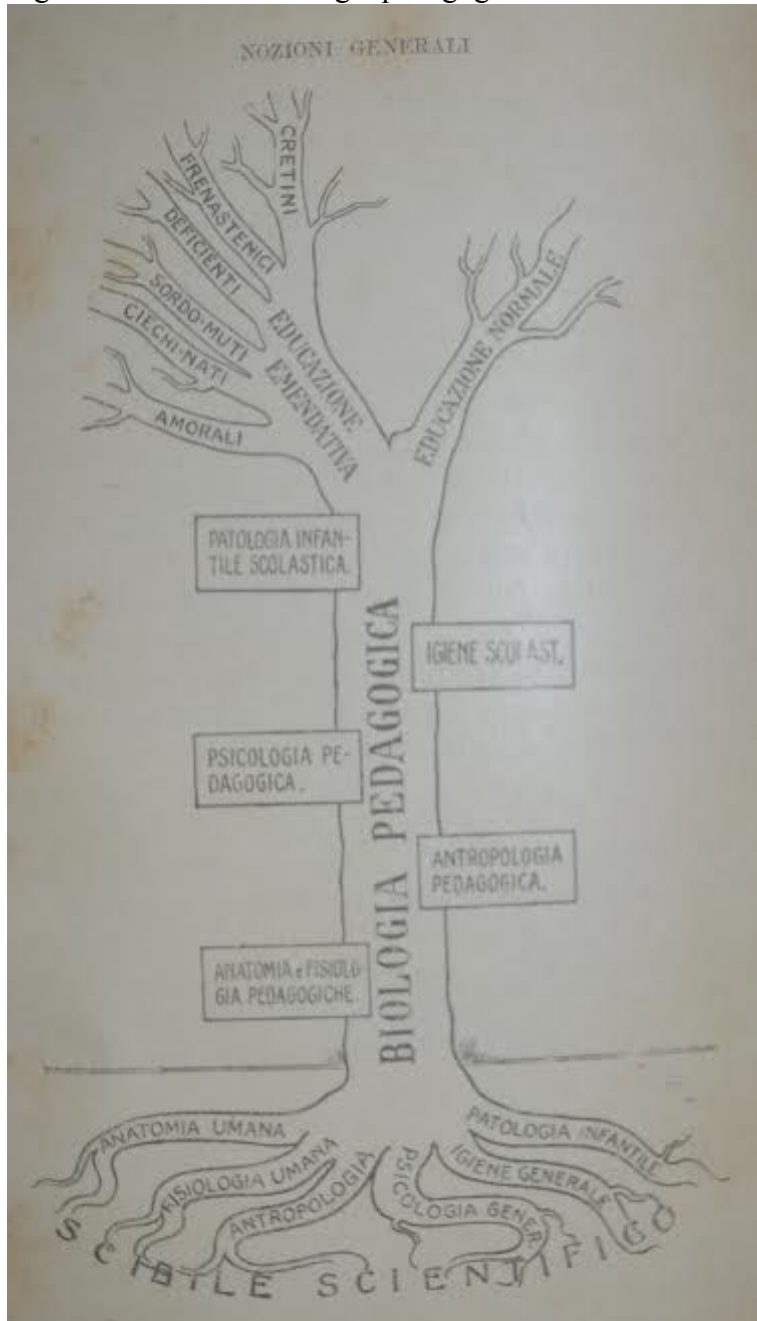 NOZIONI GENERALI
CRETINI
FRENASTENICI
DEFICIENTI
SORDO-MUTI
CIECHI-NATI
AMORALI
EDUCAZIONE
EMENDATIVA
EDUCAZIONE NORMALE
PATOLOGIA INFAN-
TILE SCOLASTICA.
IGIENE SCOLAST.
PSICOLOGIA PE-
DAGOGICA.
ANTROPOLOGIA
PEDAGOGICA.
ANATOMIA e FISIOLO
GIA PEDAGOGICHE.
BIOLOGIA PEDAGOGICA
ANATOMIA UMANA
FISIOLOGIA UMANA
ANTROPOLOGIA
PSICOLOGIA GENER
IGIENE GENERALE
PATOLOGIA INFANTILE
SCIBILE SCIENTIFICO